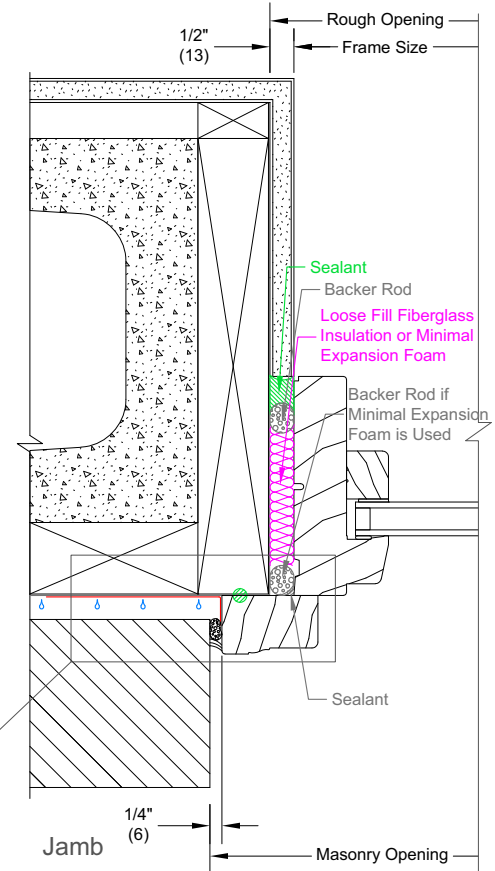 Rough Opening
1/2"
(13)
Frame Size
Sealant
Backer Rod
Loose Fill Fiberglass
Insulation or Minimal
Expansion Foam
Backer Rod if
Minimal Expansion
Foam is Used
Sealant
1/4"
(6)
Jamb
Masonry Opening